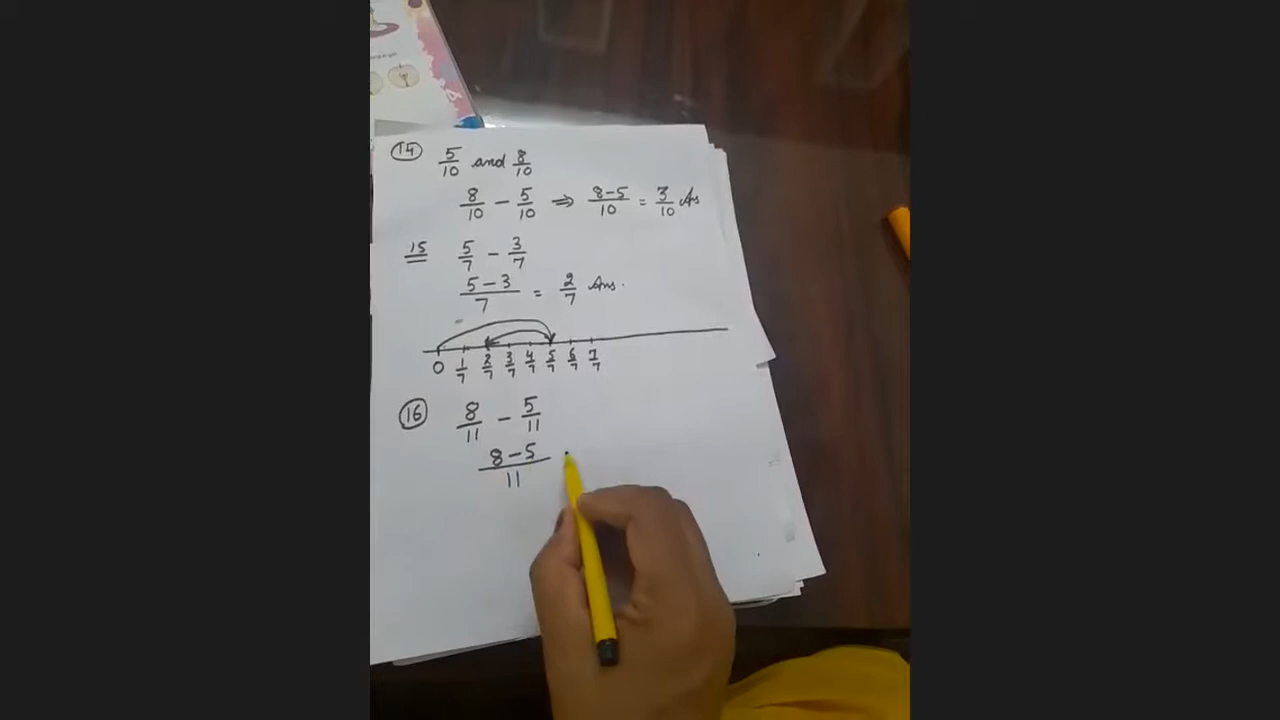 14 5/10 and 8/10
8/10 - 5/10 ⇒ 8-5/10 = 3/10 Ans
15 5/7 - 3/7
5-3/7 = 2/7 Ans.
0 1/7 2/7 3/7 4/7 5/7 6/7 7/7
16 8/11 - 5/11
8-5/11